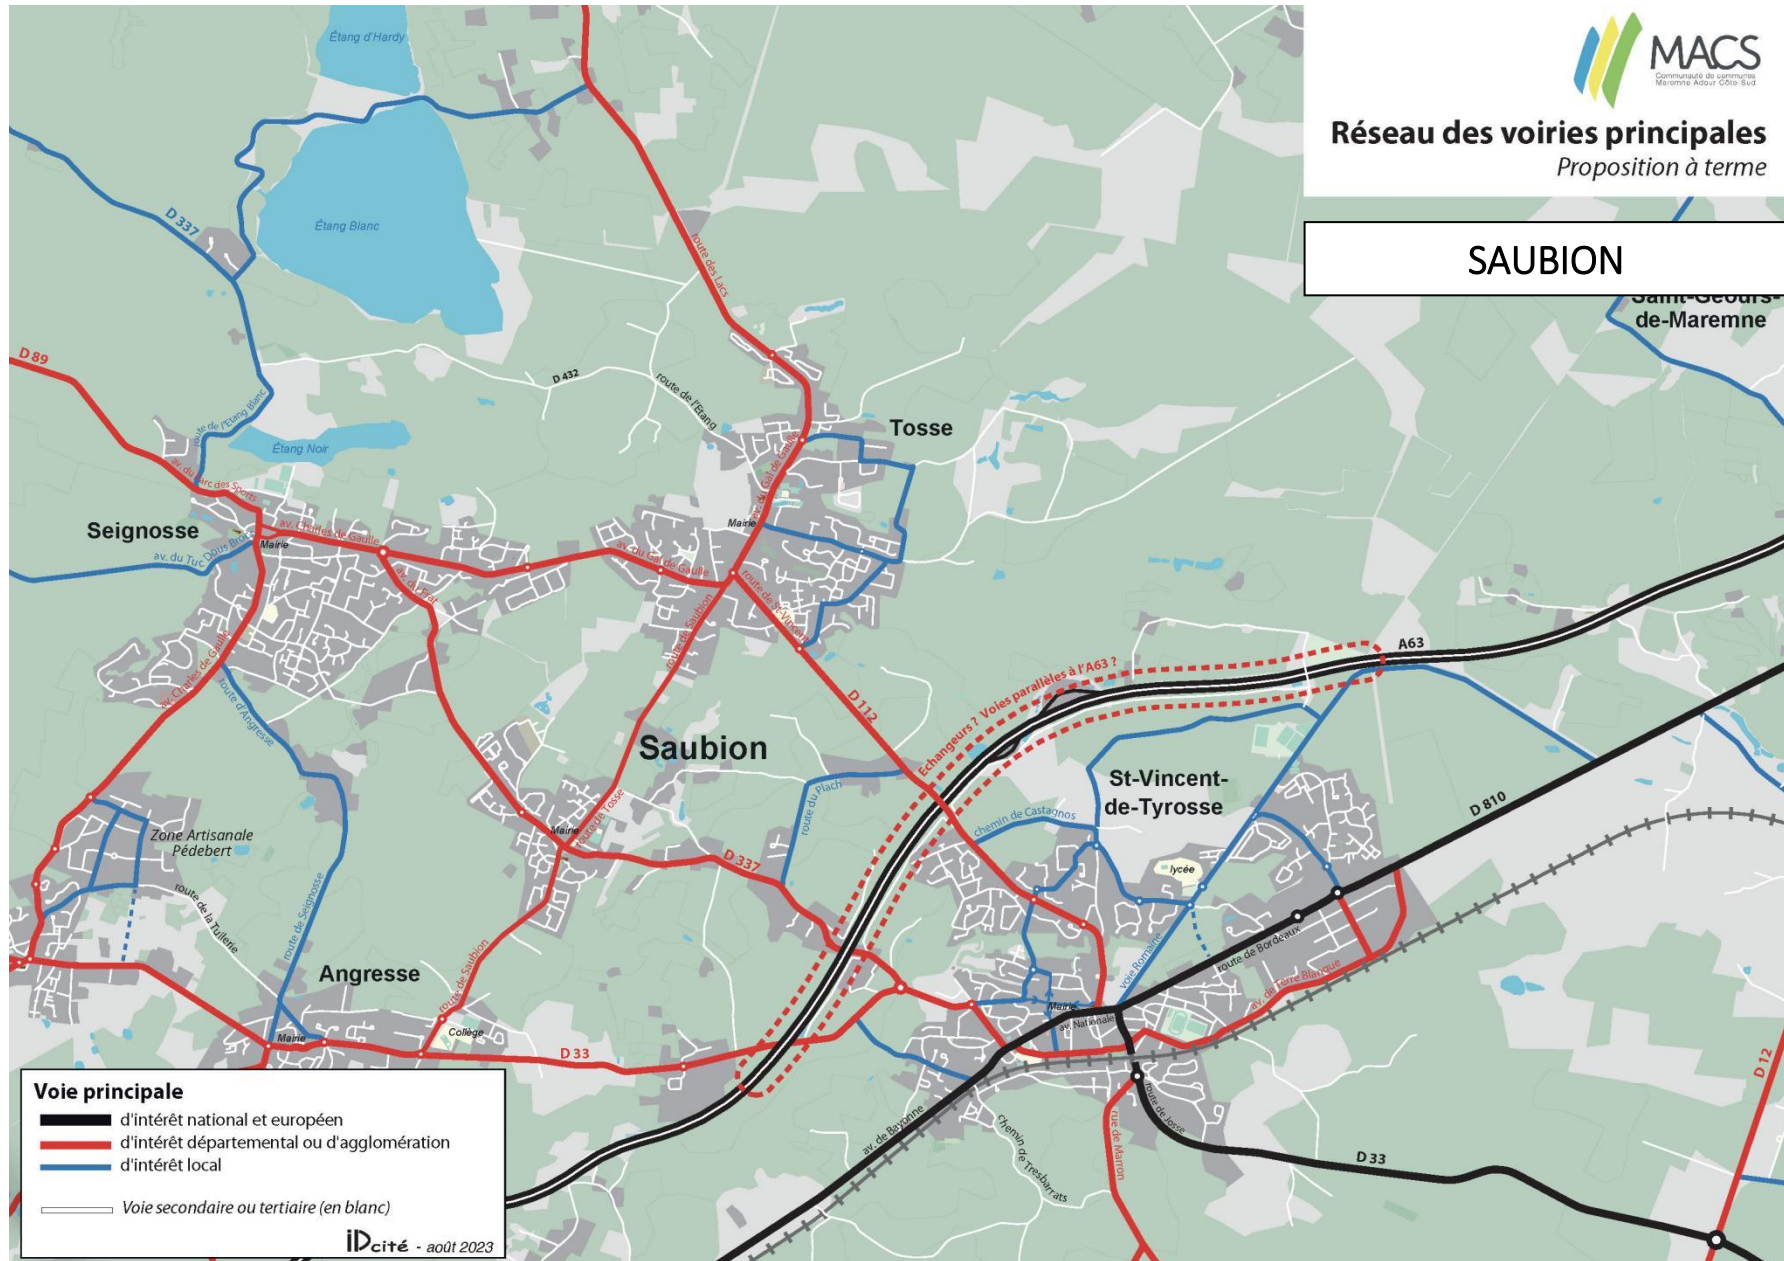 MACS
Communauté de communes
Maremne Adour Côte-Sud
Réseau des voiries principales
Proposition à terme
SAUBION
Saint-Geours-
de-Maremne
Étang d'Hardy
Étang Blanc
D 337
route des Lacs
D 89
D 432
route de l'Étang
route de l'Étang Blanc
Étang Noir
Tosse
av. du Gal de Gaulle
av. du Parc des Sports
Seignosse
av. Charles de Gaulle
Mairie
Mairie
av. du Tuc
Dous Brocs
av. du Gal de Gaulle
av. du Frat
route de St-Vincent
route de Saubion
av. Charles de Gaulle
route d'Angresse
A63
Echangeurs ? Voies parallèles à l'A63 ?
D 112
Saubion
St-Vincent-
de-Tyrosse
D 810
route du Plach
chemin de Castagnos
route de Tosse
Mairie
Zone Artisanale
Pédebert
D 337
lycée
route de la Tuilerie
route de Seignosse
route de Saubion
voie Romaine
route de Bordeaux
av. de Terre Blanque
Angresse
Mairie
Collège
D 33
Mairie
av. Nationale
route de Josse
rue de Marron
av. de Bayonne
Chemin de Tresbarrats
D 33
D 12
Voie principale
d'intérêt national et européen
d'intérêt départemental ou d'agglomération
d'intérêt local
Voie secondaire ou tertiaire (en blanc)
iDcité - août 2023